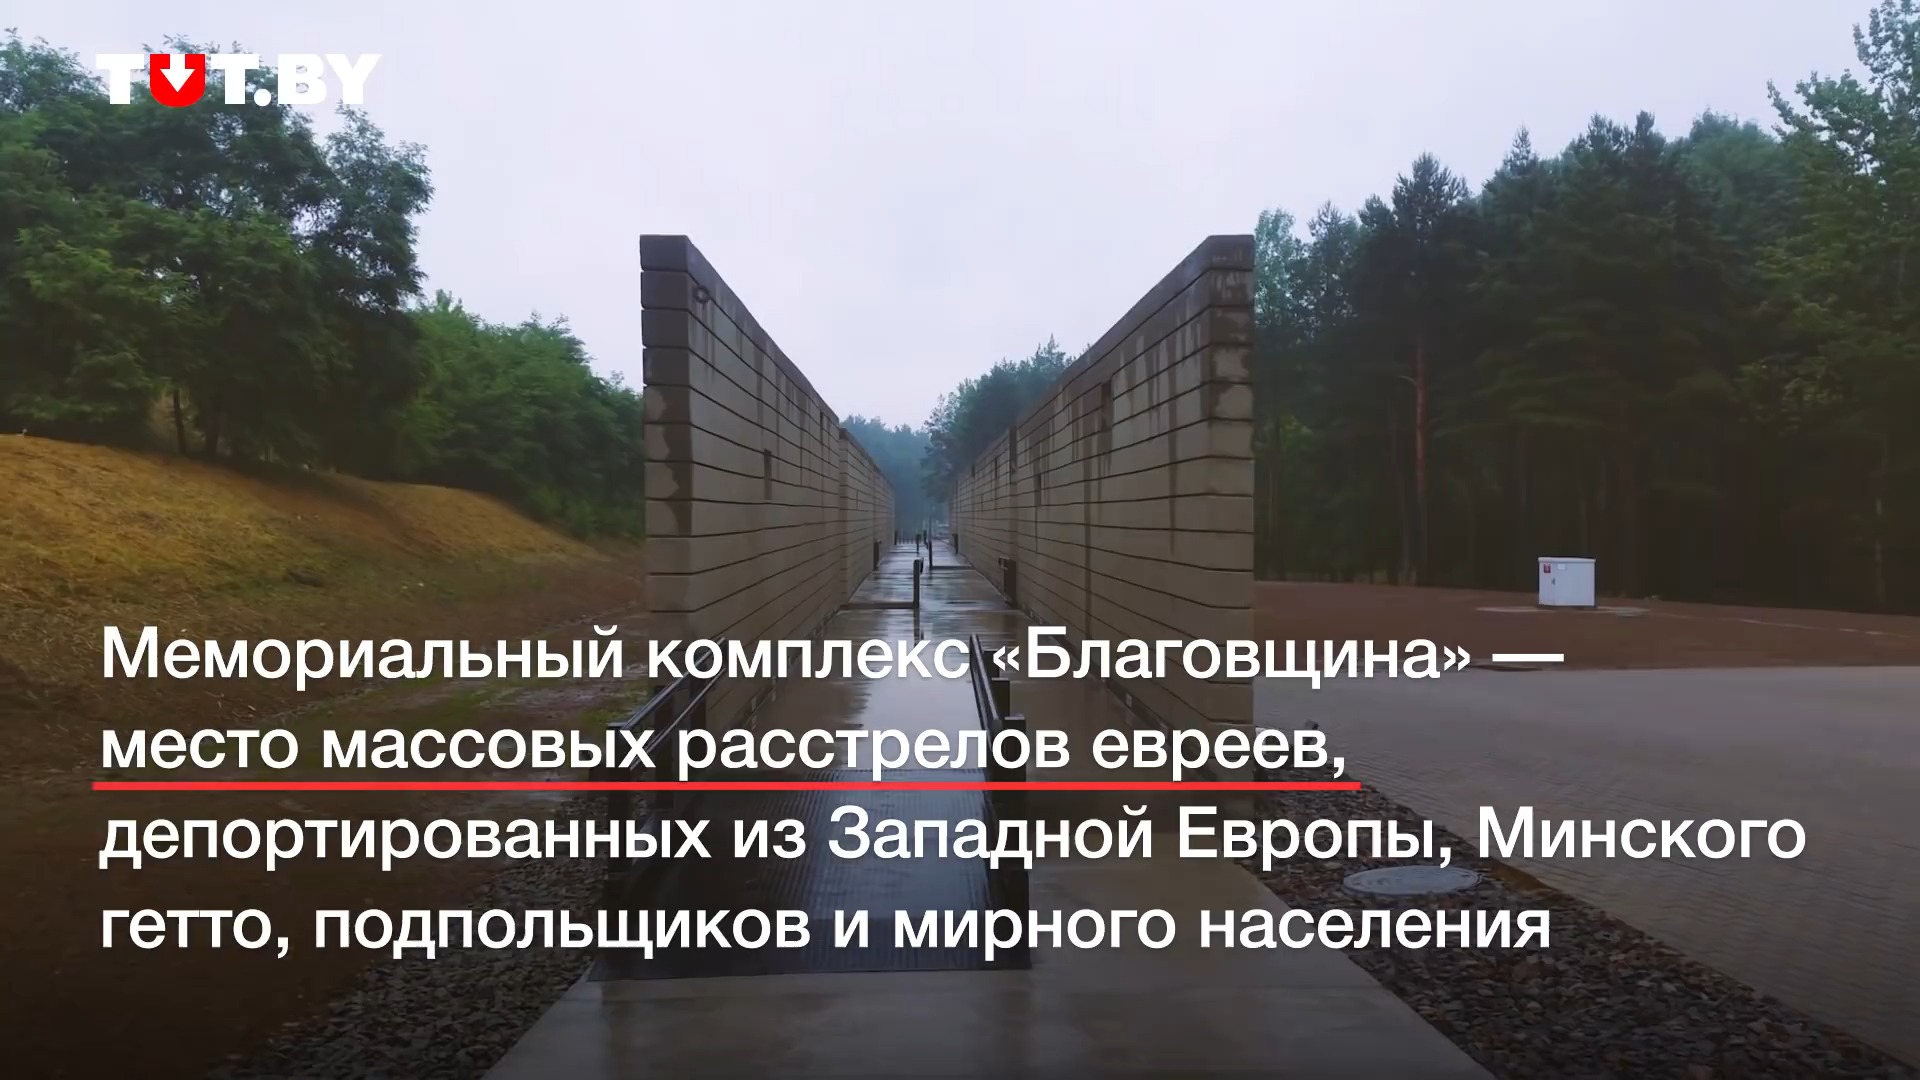 TUT.BY
Мемориальный комплекс «Благовщина» —
место массовых расстрелов евреев,
депортированных из Западной Европы, Минского
гетто, подпольщиков и мирного населения